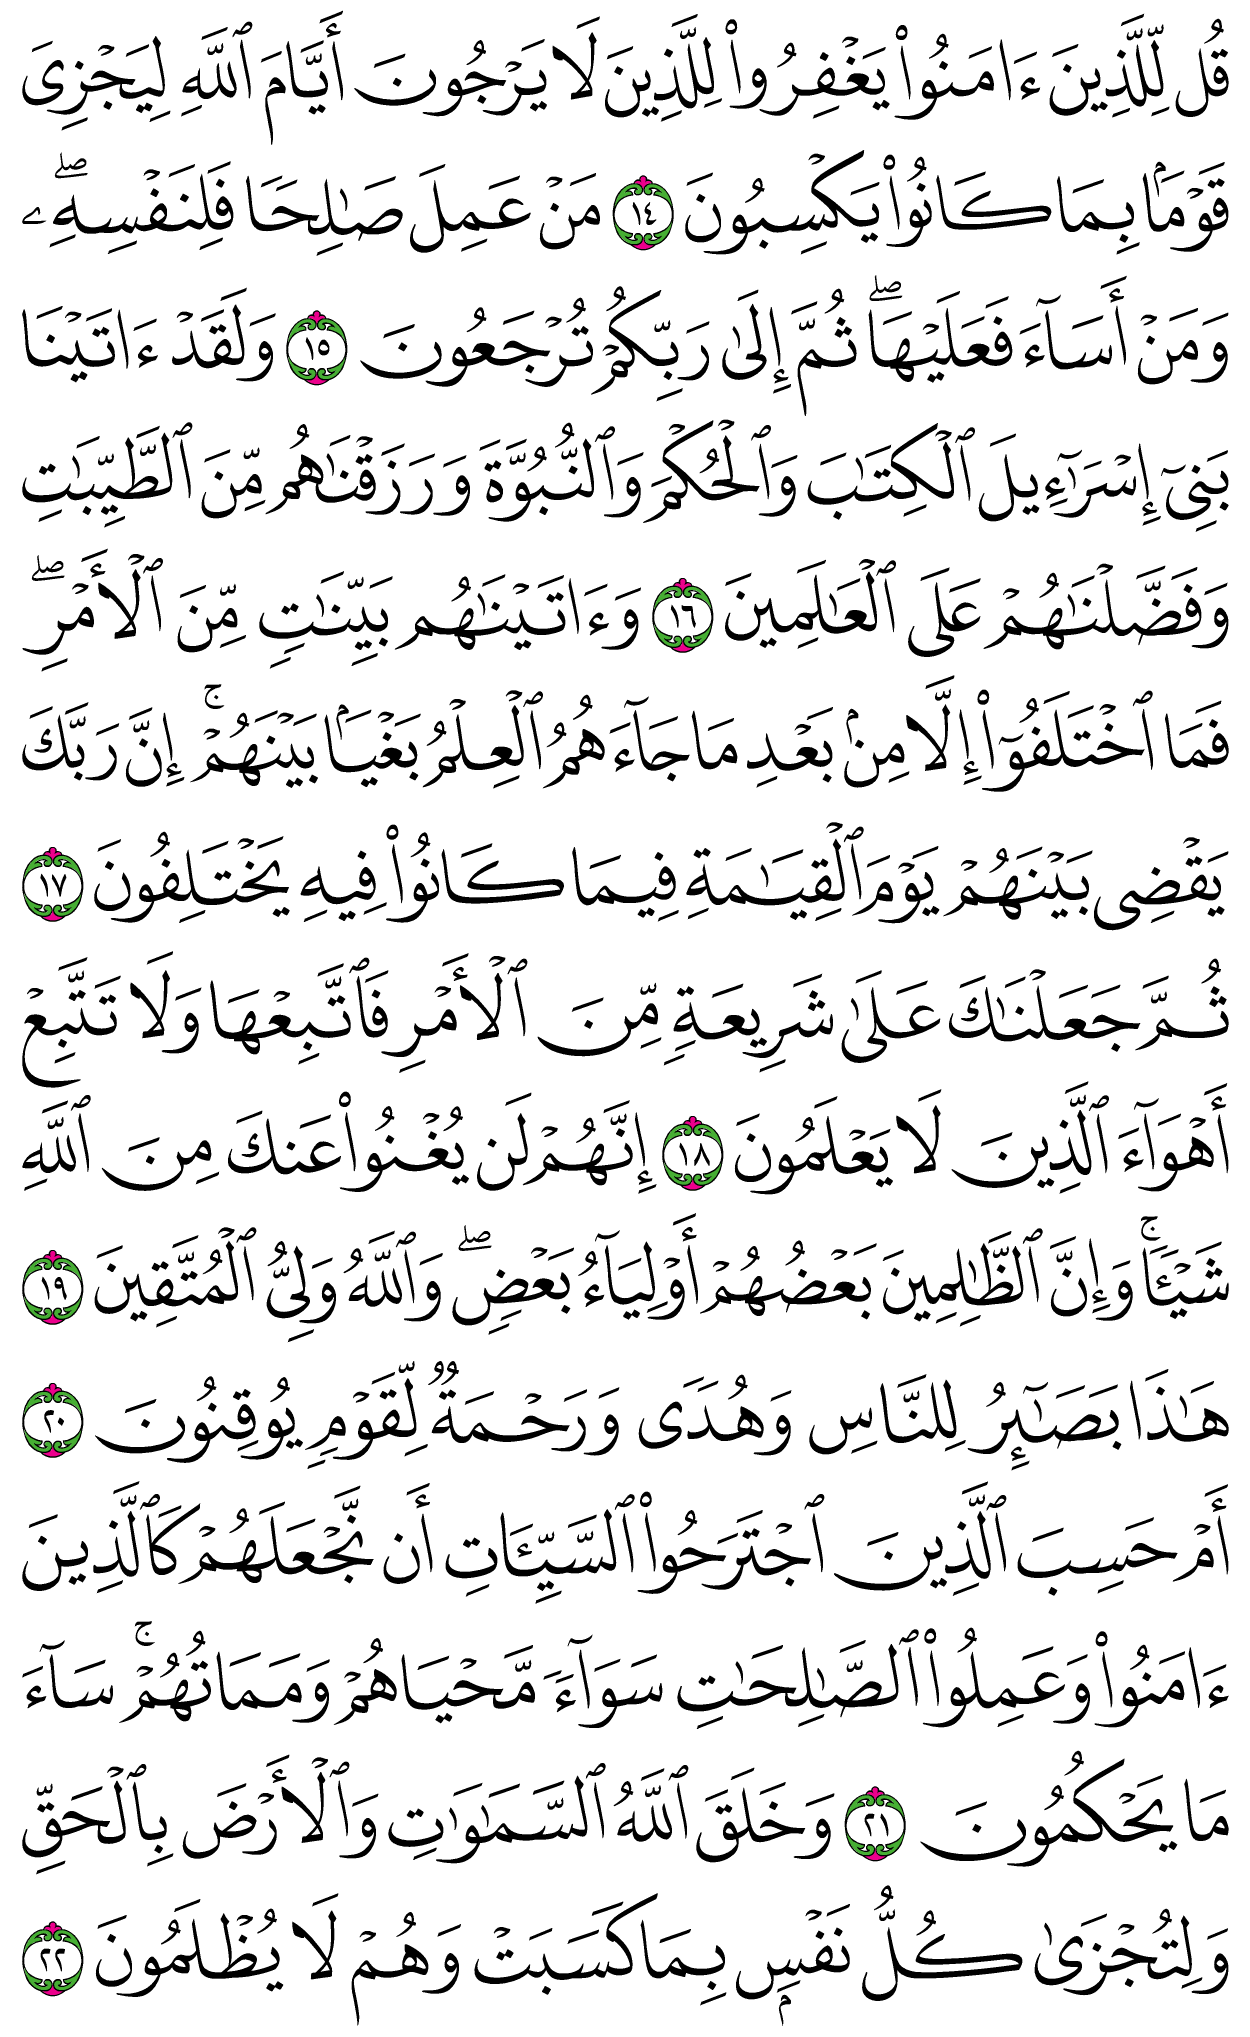 قُل لِّلَّذِينَ ءَامَنُوا۟ يَغْفِرُوا۟ لِلَّذِينَ لَا يَرْجُونَ أَيَّامَ ٱللَّهِ لِيَجْزِىَ
قَوْمَۢا بِمَا كَانُوا۟ يَكْسِبُونَ ١٤ مَنْ عَمِلَ صَـٰلِحًا فَلِنَفْسِهِۦ ۖ
وَمَنْ أَسَآءَ فَعَلَيْهَا ۖ ثُمَّ إِلَىٰ رَبِّكُمْ تُرْجَعُونَ ١٥ وَلَقَدْ ءَاتَيْنَا
بَنِىٓ إِسْرَٰٓءِيلَ ٱلْكِتَـٰبَ وَٱلْحُكْمَ وَٱلنُّبُوَّةَ وَرَزَقْنَـٰهُم مِّنَ ٱلطَّيِّبَـٰتِ
وَفَضَّلْنَـٰهُمْ عَلَى ٱلْعَـٰلَمِينَ ١٦ وَءَاتَيْنَـٰهُم بَيِّنَـٰتٍ مِّنَ ٱلْأَمْرِ ۖ
فَمَا ٱخْتَلَفُوٓا۟ إِلَّا مِنۢ بَعْدِ مَا جَآءَهُمُ ٱلْعِلْمُ بَغْيَۢا بَيْنَهُمْ ۚ إِنَّ رَبَّكَ
يَقْضِى بَيْنَهُمْ يَوْمَ ٱلْقِيَـٰمَةِ فِيمَا كَانُوا۟ فِيهِ يَخْتَلِفُونَ ١٧
ثُمَّ جَعَلْنَـٰكَ عَلَىٰ شَرِيعَةٍ مِّنَ ٱلْأَمْرِ فَٱتَّبِعْهَا وَلَا تَتَّبِعْ
أَهْوَآءَ ٱلَّذِينَ لَا يَعْلَمُونَ ١٨ إِنَّهُمْ لَن يُغْنُوا۟ عَنكَ مِنَ ٱللَّهِ
شَيْـًٔا ۚ وَإِنَّ ٱلظَّـٰلِمِينَ بَعْضُهُمْ أَوْلِيَآءُ بَعْضٍ ۖ وَٱللَّهُ وَلِىُّ ٱلْمُتَّقِينَ ١٩
هَـٰذَا بَصَـٰٓئِرُ لِلنَّاسِ وَهُدًى وَرَحْمَةٌ لِّقَوْمٍ يُوقِنُونَ ٢٠
أَمْ حَسِبَ ٱلَّذِينَ ٱجْتَرَحُوا۟ ٱلسَّيِّـَٔاتِ أَن نَّجْعَلَهُمْ كَٱلَّذِينَ
ءَامَنُوا۟ وَعَمِلُوا۟ ٱلصَّـٰلِحَـٰتِ سَوَآءً مَّحْيَاهُمْ وَمَمَاتُهُمْ ۚ سَآءَ
مَا يَحْكُمُونَ ٢١ وَخَلَقَ ٱللَّهُ ٱلسَّمَـٰوَٰتِ وَٱلْأَرْضَ بِٱلْحَقِّ
وَلِتُجْزَىٰ كُلُّ نَفْسٍۭ بِمَا كَسَبَتْ وَهُمْ لَا يُظْلَمُونَ ٢٢